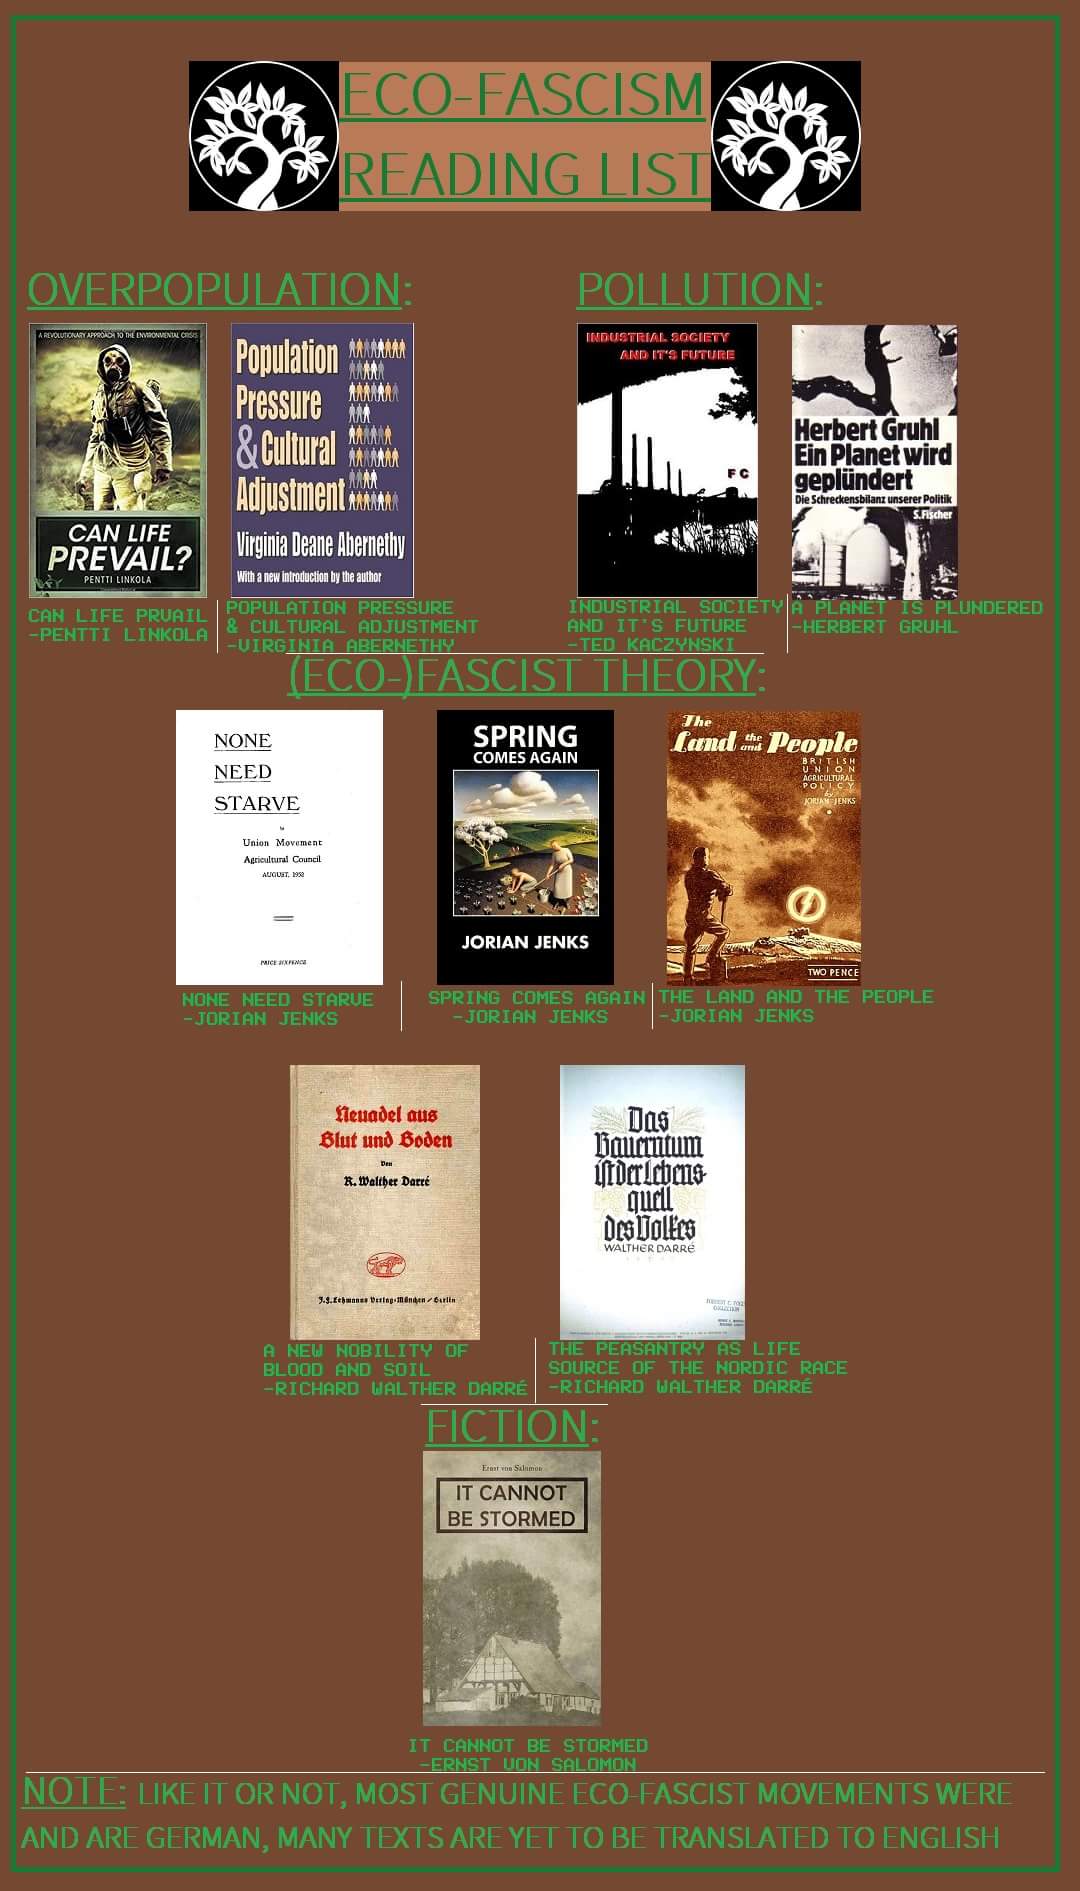 ECO-FASCISM
READING LIST
OVERPOPULATION:
POLLUTION:
A REVOLUTIONARY APPROACH TO THE ENVIRONMENTAL CRISIS
CAN LIFE
PREVAIL?
PENTTI LINKOLA
Population
Pressure
& Cultural
Adjustment
Virginia Deane Abernethy
With a new introduction by the author
INDUSTRIAL SOCIETY
AND IT'S FUTURE
F C
Herbert Gruhl
Ein Planet wird
geplündert
Die Schreckensbilanz unserer Politik
S. Fischer
CAN LIFE PRVAIL
-PENTTI LINKOLA
POPULATION PRESSURE
& CULTURAL ADJUSTMENT
-VIRGINIA ABERNETHY
INDUSTRIAL SOCIETY
AND IT'S FUTURE
-TED KACZYNSKI
A PLANET IS PLUNDERED
-HERBERT GRUHL
(ECO-)FASCIST THEORY:
NONE
NEED
STARVE
by
Union Movement
Agricultural Council
AUGUST, 1952
PRICE SIXPENCE
SPRING
COMES AGAIN
JORIAN JENKS
The
Land and the People
BRITISH
UNION
AGRICULTURAL
POLICY
by
JORIAN JENKS
TWO PENCE
NONE NEED STARVE
-JORIAN JENKS
SPRING COMES AGAIN
-JORIAN JENKS
THE LAND AND THE PEOPLE
-JORIAN JENKS
Neuadel aus
Blut und Boden
Von
R. Walther Darré
J. F. Lehmanns Verlag · München / Berlin
Das
Bauerntum
ist der Lebens-
quell
des Volkes
WALTHER DARRÉ
A NEW NOBILITY OF
BLOOD AND SOIL
-RICHARD WALTHER DARRÉ
THE PEASANTRY AS LIFE
SOURCE OF THE NORDIC RACE
-RICHARD WALTHER DARRÉ
FICTION:
Ernst von Salomon
IT CANNOT
BE STORMED
IT CANNOT BE STORMED
-ERNST VON SALOMON
NOTE: LIKE IT OR NOT, MOST GENUINE ECO-FASCIST MOVEMENTS WERE
AND ARE GERMAN, MANY TEXTS ARE YET TO BE TRANSLATED TO ENGLISH